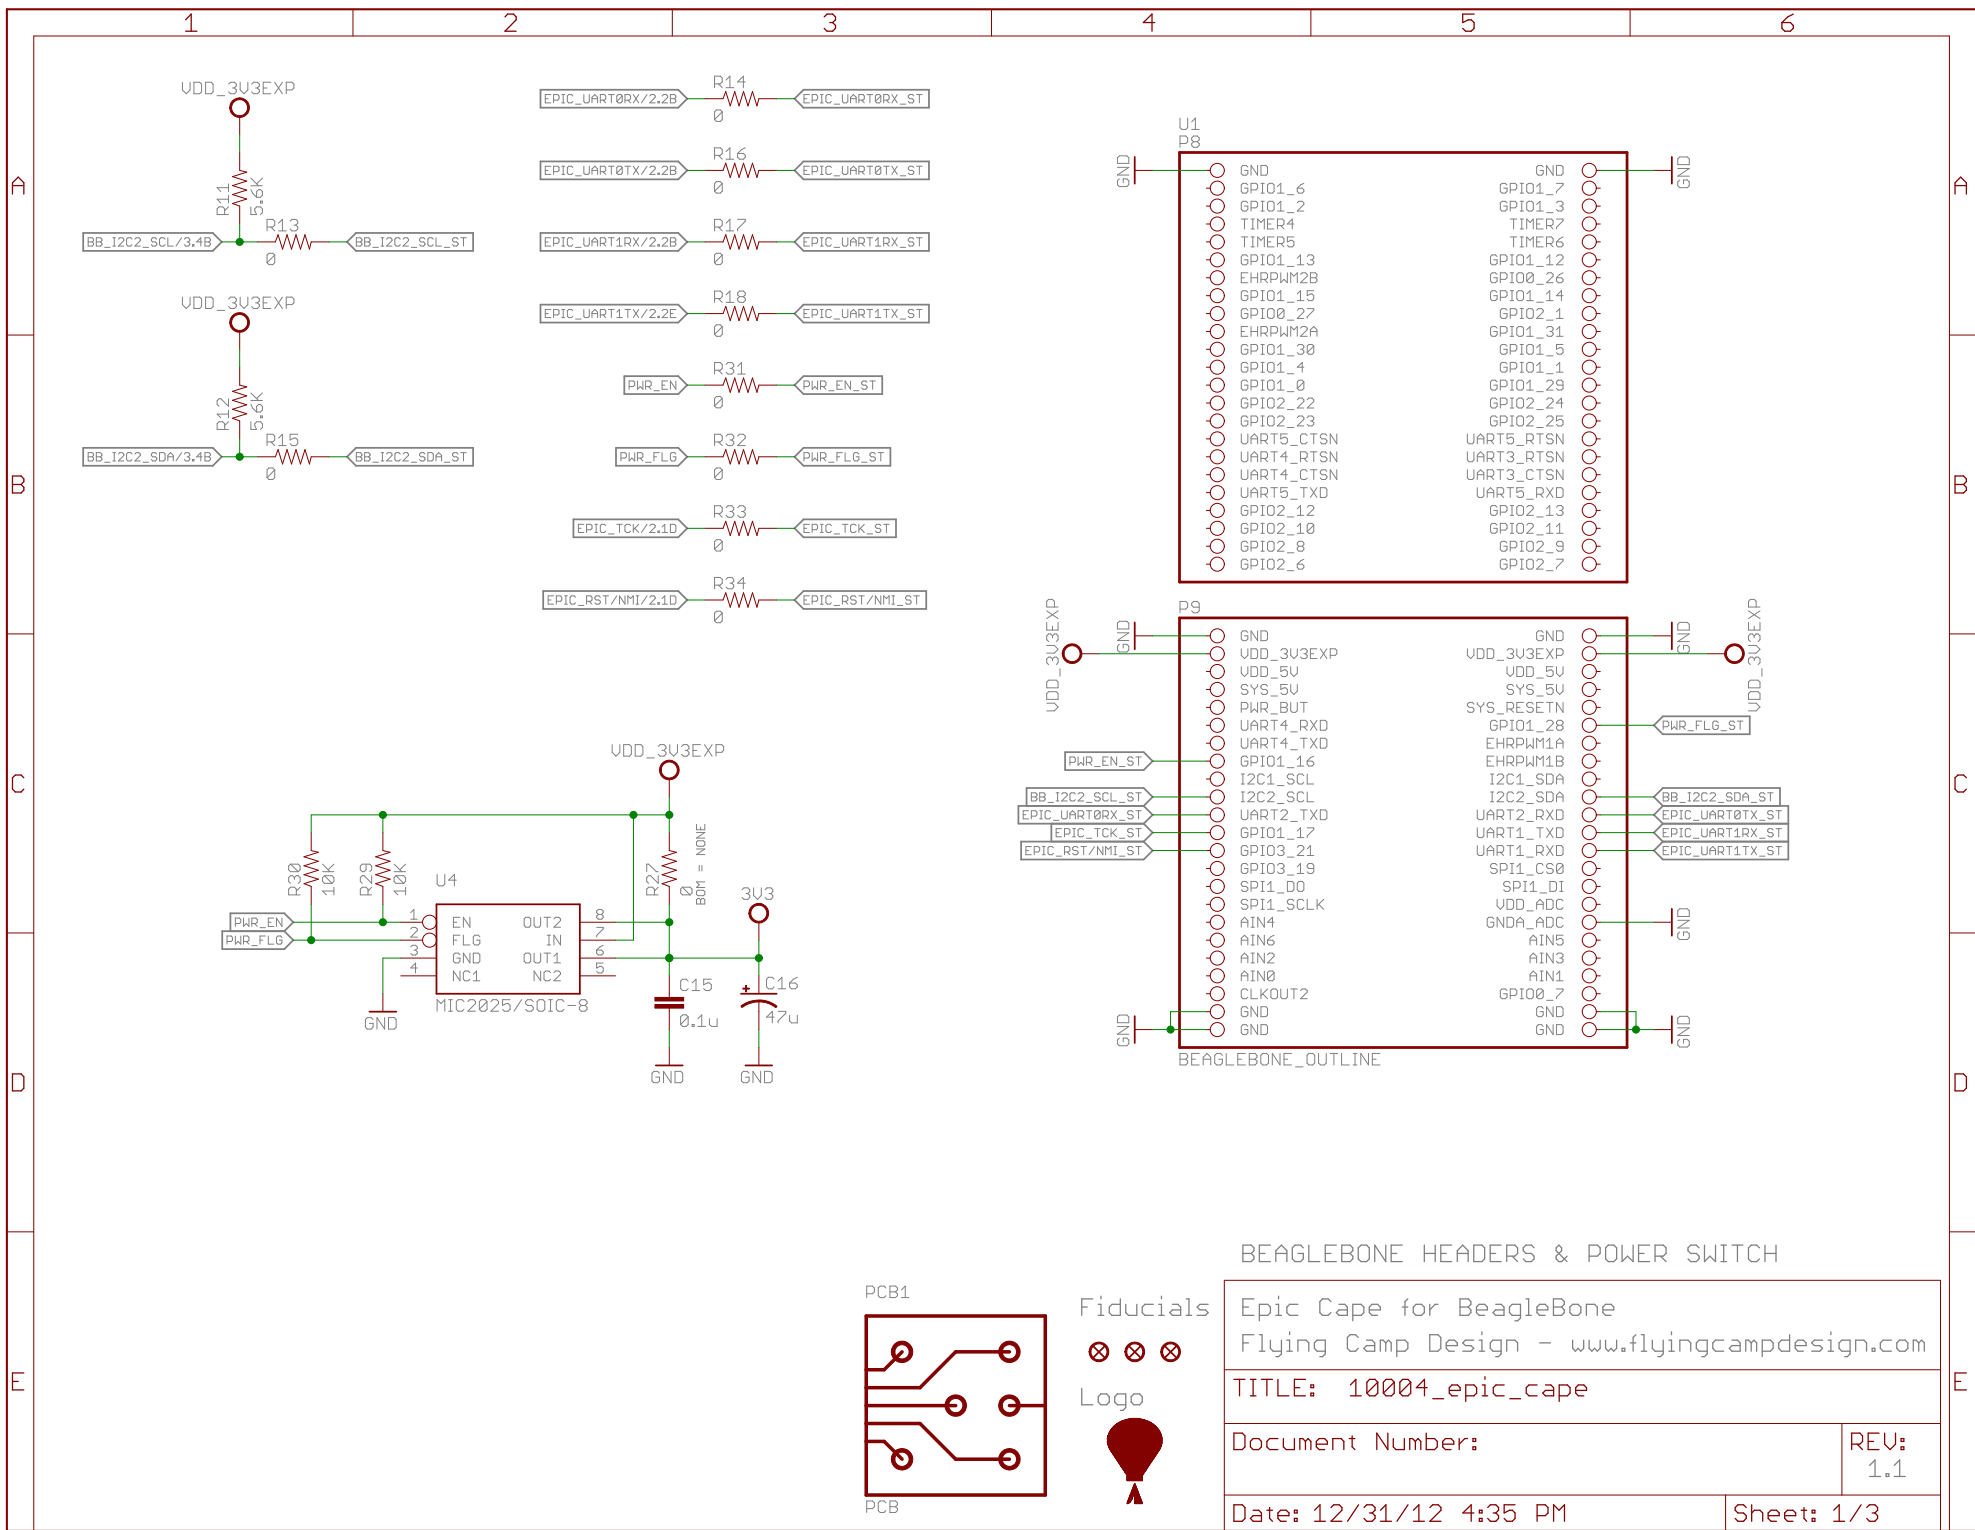 1 2 3 4 5 6
A
B
C
D
E
A
B
C
D
E
VDD_3V3EXP
R11
5.6K
R13
BB_I2C2_SCL/3.4B
BB_I2C2_SCL_ST
0
VDD_3V3EXP
R12
5.6K
R15
BB_I2C2_SDA/3.4B
BB_I2C2_SDA_ST
0
R14
EPIC_UART0RX/2.2B
EPIC_UART0RX_ST
0
R16
EPIC_UART0TX/2.2B
EPIC_UART0TX_ST
0
R17
EPIC_UART1RX/2.2B
EPIC_UART1RX_ST
0
R18
EPIC_UART1TX/2.2E
EPIC_UART1TX_ST
0
R31
PWR_EN
PWR_EN_ST
0
R32
PWR_FLG
PWR_FLG_ST
0
R33
EPIC_TCK/2.1D
EPIC_TCK_ST
0
R34
EPIC_RST/NMI/2.1D
EPIC_RST/NMI_ST
0
U1
P8
GND GND GND GND
GPIO1_6 GPIO1_7
GPIO1_2 GPIO1_3
TIMER4 TIMER7
TIMER5 TIMER6
GPIO1_13 GPIO1_12
EHRPWM2B GPIO0_26
GPIO1_15 GPIO1_14
GPIO0_27 GPIO2_1
EHRPWM2A GPIO1_31
GPIO1_30 GPIO1_5
GPIO1_4 GPIO1_1
GPIO1_0 GPIO1_29
GPIO2_22 GPIO2_24
GPIO2_23 GPIO2_25
UART5_CTSN UART5_RTSN
UART4_RTSN UART3_RTSN
UART4_CTSN UART3_CTSN
UART5_TXD UART5_RXD
GPIO2_12 GPIO2_13
GPIO2_10 GPIO2_11
GPIO2_8 GPIO2_9
GPIO2_6 GPIO2_7
P9
GND GND GND GND
VDD_3V3EXP VDD_3V3EXP VDD_3V3EXP VDD_3V3EXP
VDD_5V VDD_5V
SYS_5V SYS_5V
PWR_BUT SYS_RESETN
UART4_RXD GPIO1_28 PWR_FLG_ST
UART4_TXD EHRPWM1A
PWR_EN_ST GPIO1_16 EHRPWM1B
I2C1_SCL I2C1_SDA
BB_I2C2_SCL_ST I2C2_SCL I2C2_SDA BB_I2C2_SDA_ST
EPIC_UART0RX_ST UART2_TXD UART2_RXD EPIC_UART0TX_ST
EPIC_TCK_ST GPIO1_17 UART1_TXD EPIC_UART1RX_ST
EPIC_RST/NMI_ST GPIO3_21 UART1_RXD EPIC_UART1TX_ST
GPIO3_19 SPI1_CS0
SPI1_DO SPI1_DI
SPI1_SCLK VDD_ADC
AIN4 GNDA_ADC GND
AIN6 AIN5
AIN2 AIN3
AIN0 AIN1
CLKOUT2 GPIO0_7
GND GND
GND GND GND GND
BEAGLEBONE_OUTLINE
VDD_3V3EXP
R30
10K
R29
10K
U4
R27
0
BOM = NONE
3V3
PWR_EN 1 EN OUT2 8
PWR_FLG 2 FLG IN 7
3 GND OUT1 6
4 NC1 NC2 5
MIC2025/SOIC-8
GND
C15
0.1u
GND
+ C16
47u
GND
BEAGLEBONE HEADERS & POWER SWITCH
PCB1
PCB
Fiducials
Logo
Epic Cape for BeagleBone
Flying Camp Design - www.flyingcampdesign.com
TITLE: 10004_epic_cape
Document Number:
REV:
1.1
Date: 12/31/12 4:35 PM
Sheet: 1/3